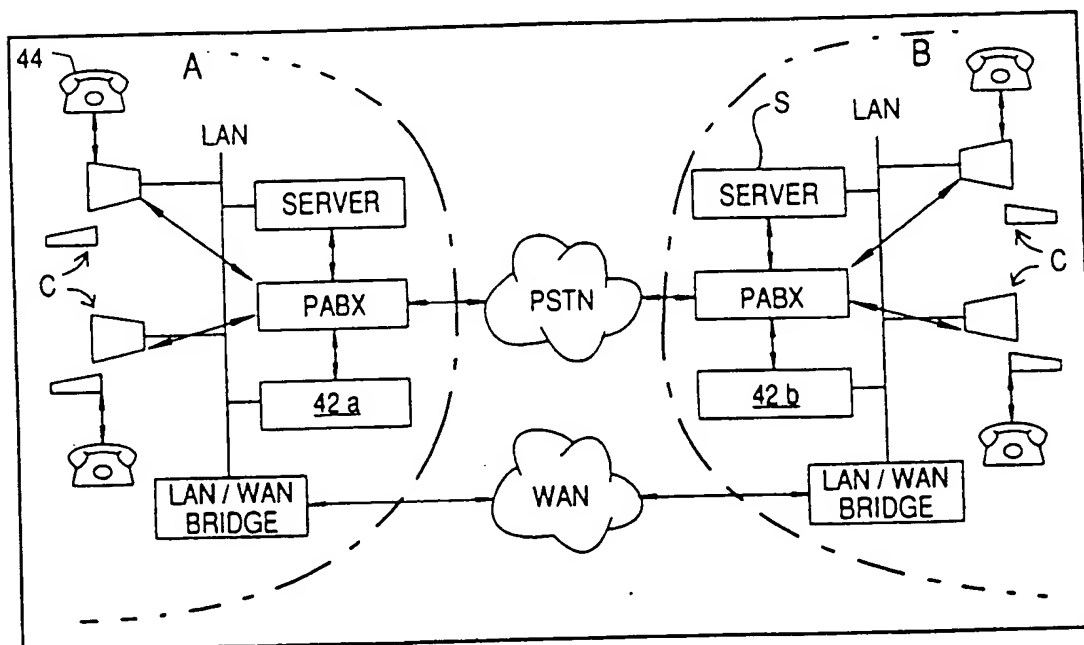 44
A
B
LAN
S
LAN
SERVER
SERVER
C
C
PABX
PSTN
PABX
42 a
42 b
LAN / WAN
BRIDGE
WAN
LAN / WAN
BRIDGE